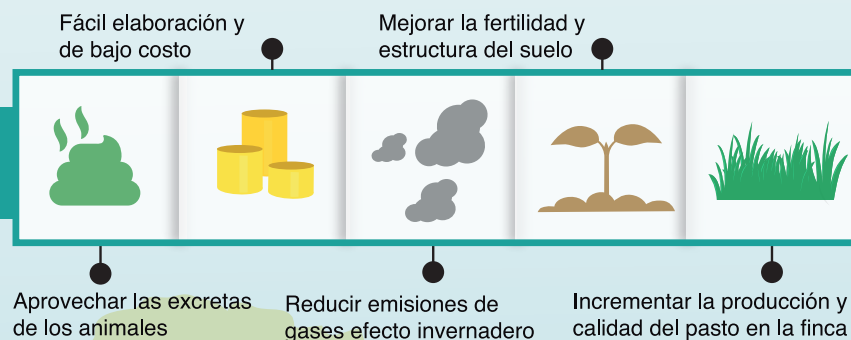 Fácil elaboración y
de bajo costo
Mejorar la fertilidad y
estructura del suelo
Aprovechar las excretas
de los animales
Reducir emisiones de
gases efecto invernadero
Incrementar la producción y
calidad del pasto en la finca